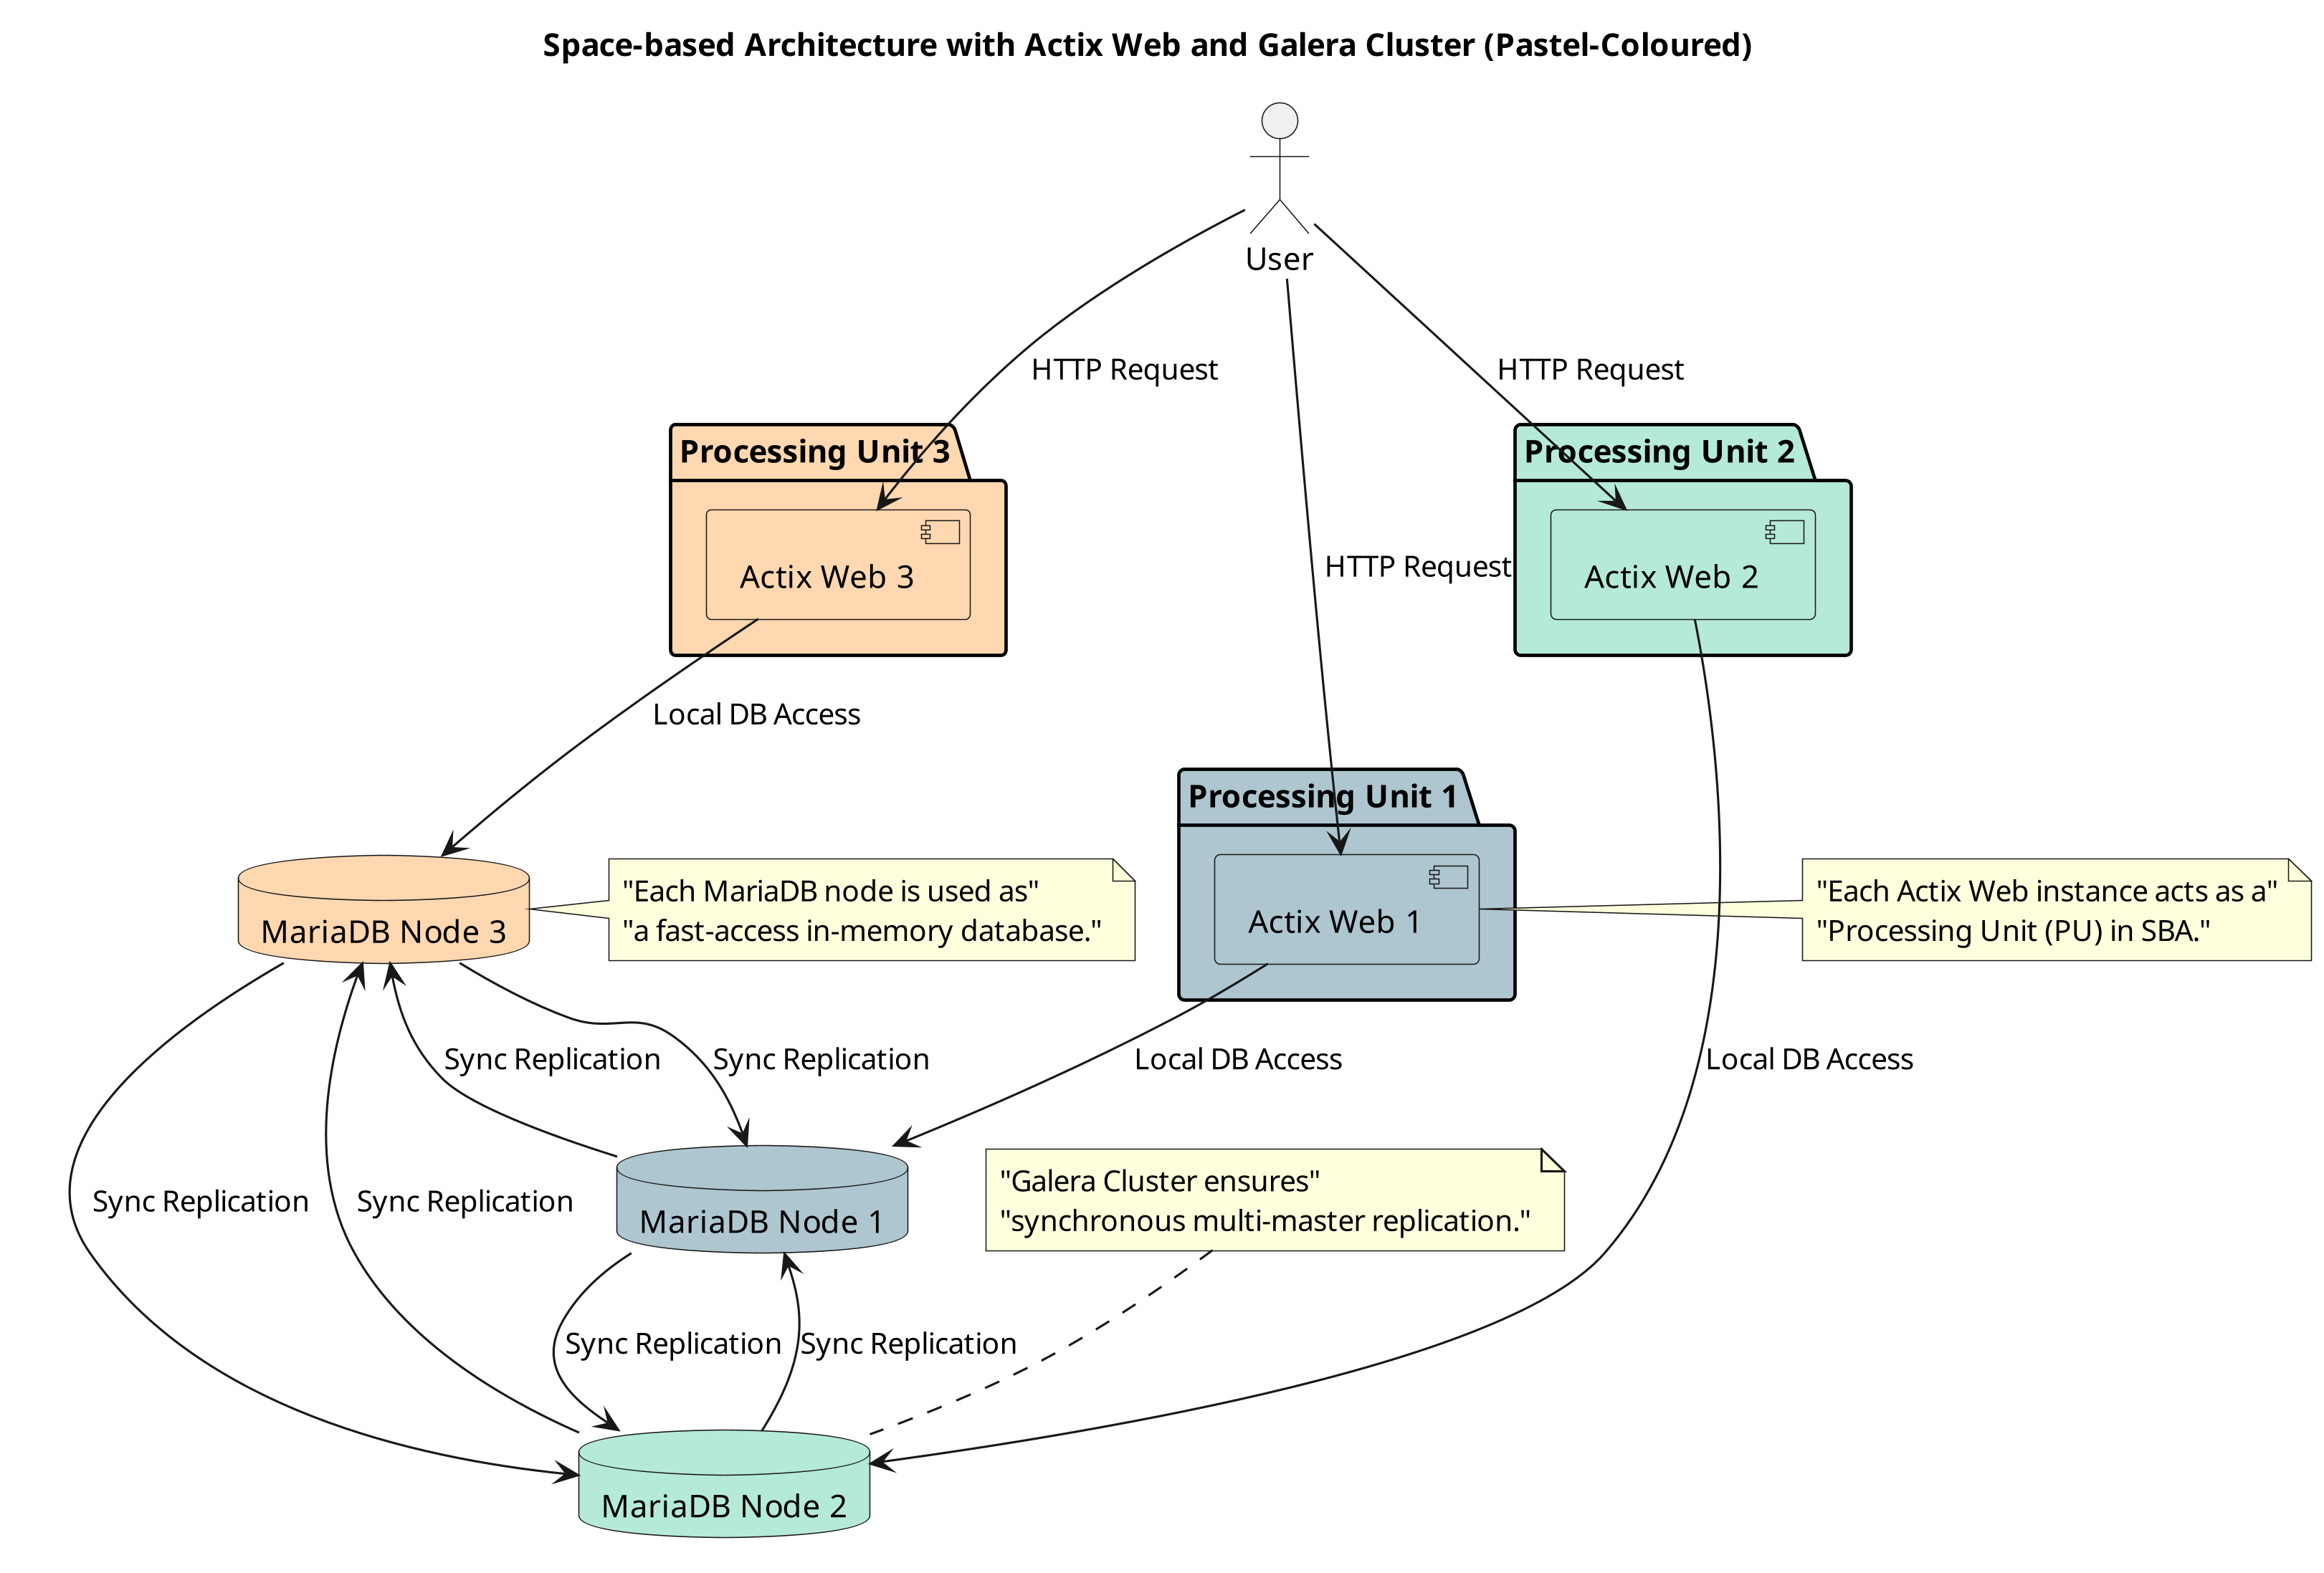 Space-based Architecture with Actix Web and Galera Cluster (Pastel-Coloured)
User
HTTP Request
HTTP Request
Processing Unit 3
Processing Unit 2
HTTP Request
Actix Web 3
Actix Web 2
Local DB Access
Processing Unit 1
"Each MariaDB node is used as"
"a fast-access in-memory database."
"Each Actix Web instance acts as a"
"Processing Unit (PU) in SBA."
MariaDB Node 3
Actix Web 1
Sync Replication
Sync Replication
Local DB Access
Local DB Access
"Galera Cluster ensures"
"synchronous multi-master replication."
Sync Replication
Sync Replication
MariaDB Node 1
Sync Replication
Sync Replication
MariaDB Node 2